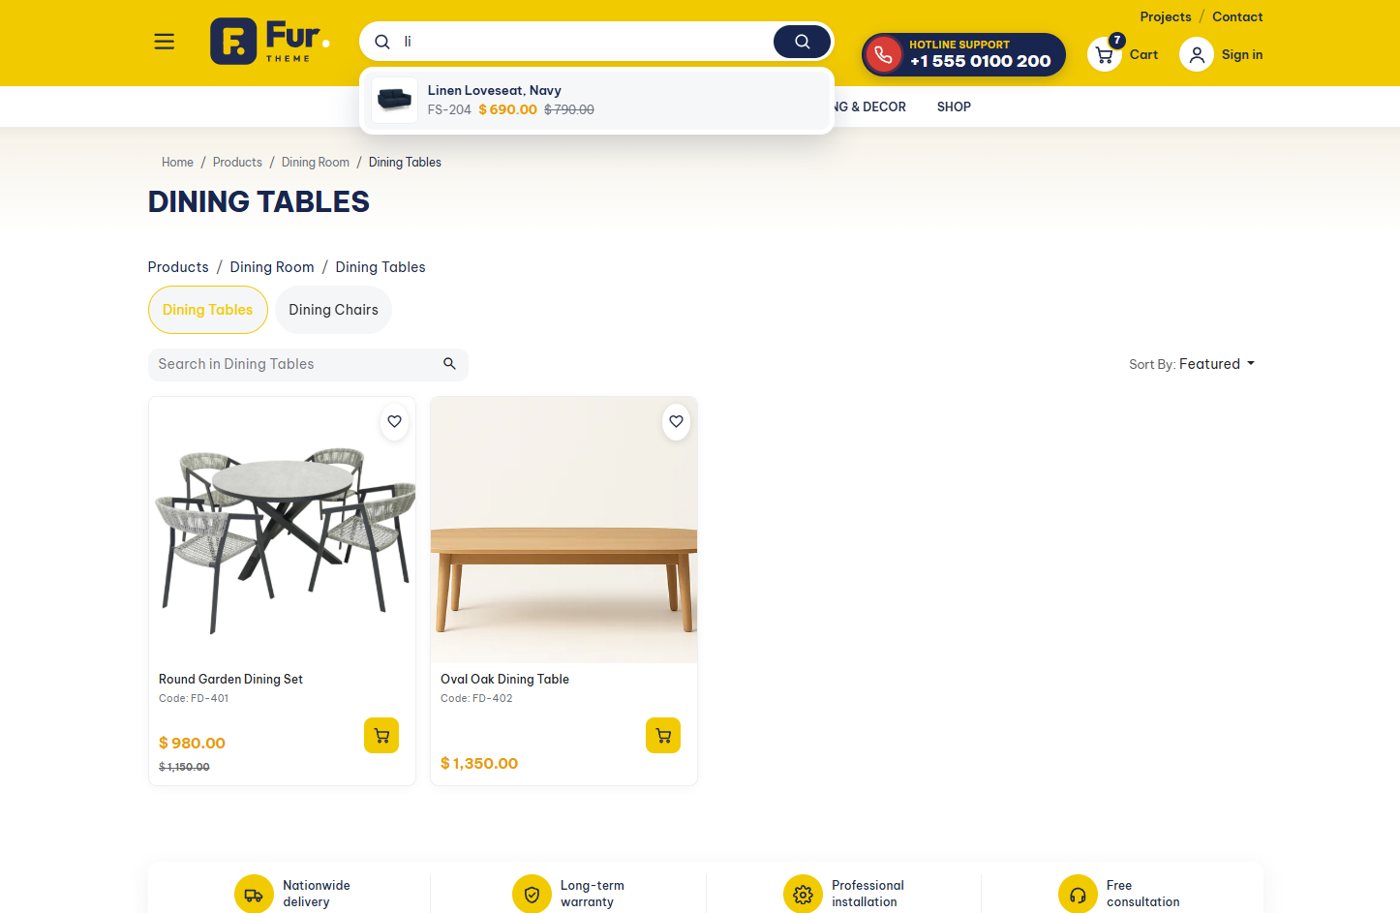 Projects / Contact
Fur.
THEME
li
HOTLINE SUPPORT
+1 555 0100 200
7
Cart
Sign in
Linen Loveseat, Navy
FS-204 $ 690.00 $ 790.00
& DECOR
SHOP
Home / Products / Dining Room / Dining Tables
DINING TABLES
Products / Dining Room / Dining Tables
Dining Tables
Dining Chairs
Search in Dining Tables
Sort By: Featured
Round Garden Dining Set
Code: FD-401
$ 980.00
$ 1,150.00
Oval Oak Dining Table
Code: FD-402
$ 1,350.00
Nationwide
delivery
Long-term
warranty
Professional
installation
Free
consultation